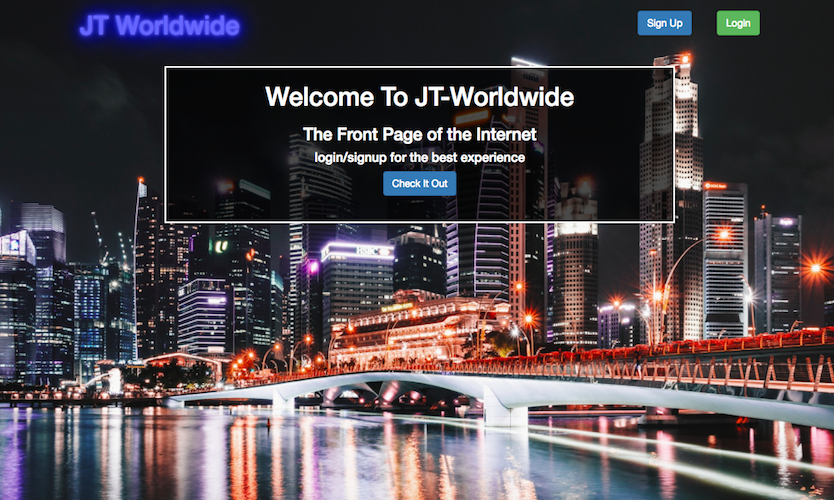 JT Worldwide
Sign Up
Login
Welcome To JT-Worldwide
The Front Page of the Internet
login/signup for the best experience
Check It Out
HSBC